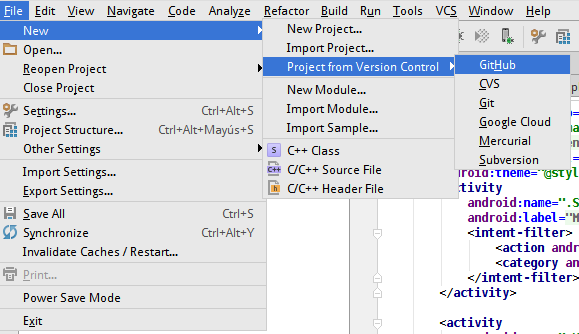 File Edit View Navigate Code Analyze Refactor Build Run Tools VCS Window Help
New
Open...
Reopen Project
Close Project
Settings... Ctrl+Alt+S
Project Structure... Ctrl+Alt+Mayús+S
Other Settings
Import Settings...
Export Settings...
Save All Ctrl+S
Synchronize Ctrl+Alt+Y
Invalidate Caches / Restart...
Print...
Power Save Mode
Exit
New Project...
Import Project...
Project from Version Control
New Module...
Import Module...
Import Sample...
C++ Class
C/C++ Source File
C/C++ Header File
GitHub
CVS
Git
Google Cloud
Mercurial
Subversion
android:theme="@styl
activity
android:name=".S
android:label="M
<intent-filter>
<action andr
<category an
</intent-filter>
</activity>
<activity